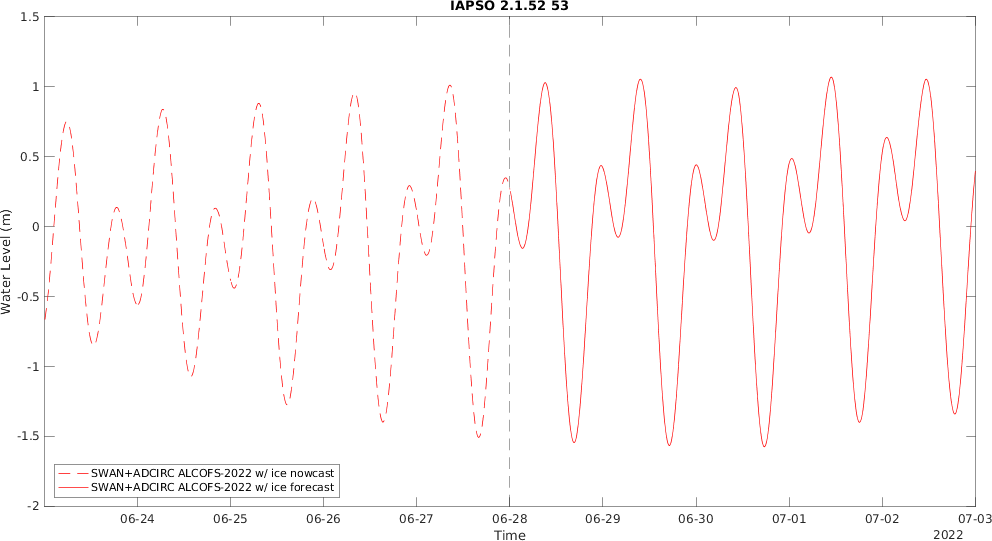 IAPSO 2.1.52 53
Water Level (m)
1.5
1
0.5
0
-0.5
-1
-1.5
-2
SWAN+ADCIRC ALCOFS-2022 w/ ice nowcast
SWAN+ADCIRC ALCOFS-2022 w/ ice forecast
06-24 06-25 06-26 06-27 06-28 06-29 06-30 07-01 07-02 07-03
Time
2022